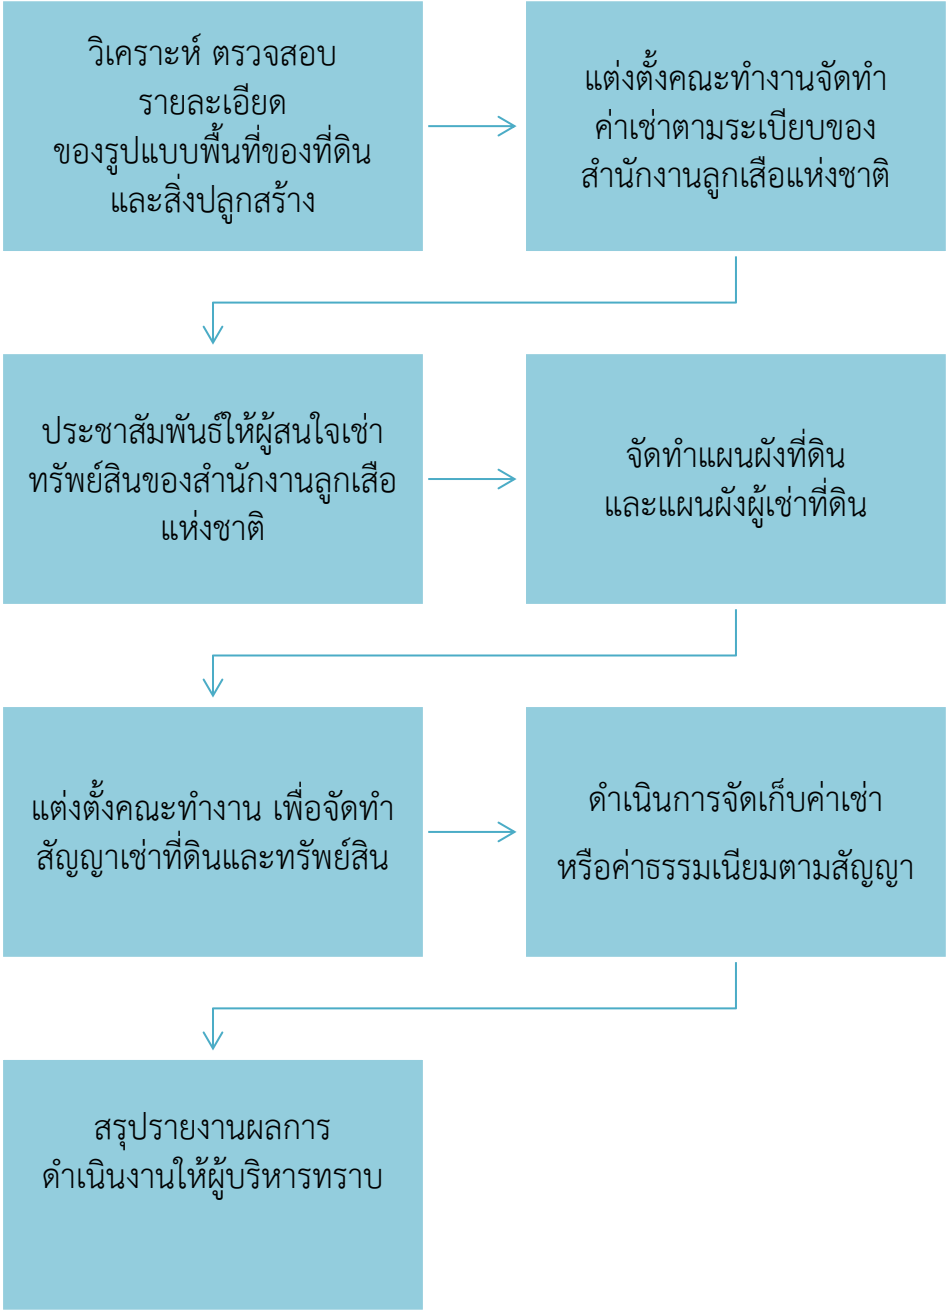 วิเคราะห์ ตรวจสอบ
รายละเอียด
ของรูปแบบพื้นที่ของที่ดิน
และสิ่งปลูกสร้าง
แต่งตั้งคณะทำงานจัดทำ
ค่าเช่าตามระเบียบของ
สำนักงานลูกเสือแห่งชาติ
ประชาสัมพันธ์ให้ผู้สนใจเช่า
ทรัพย์สินของสำนักงานลูกเสือ
แห่งชาติ
จัดทำแผนผังที่ดิน
และแผนผังผู้เช่าที่ดิน
แต่งตั้งคณะทำงาน เพื่อจัดทำ
สัญญาเช่าที่ดินและทรัพย์สิน
ดำเนินการจัดเก็บค่าเช่า
หรือค่าธรรมเนียมตามสัญญา
สรุปรายงานผลการ
ดำเนินงานให้ผู้บริหารทราบ